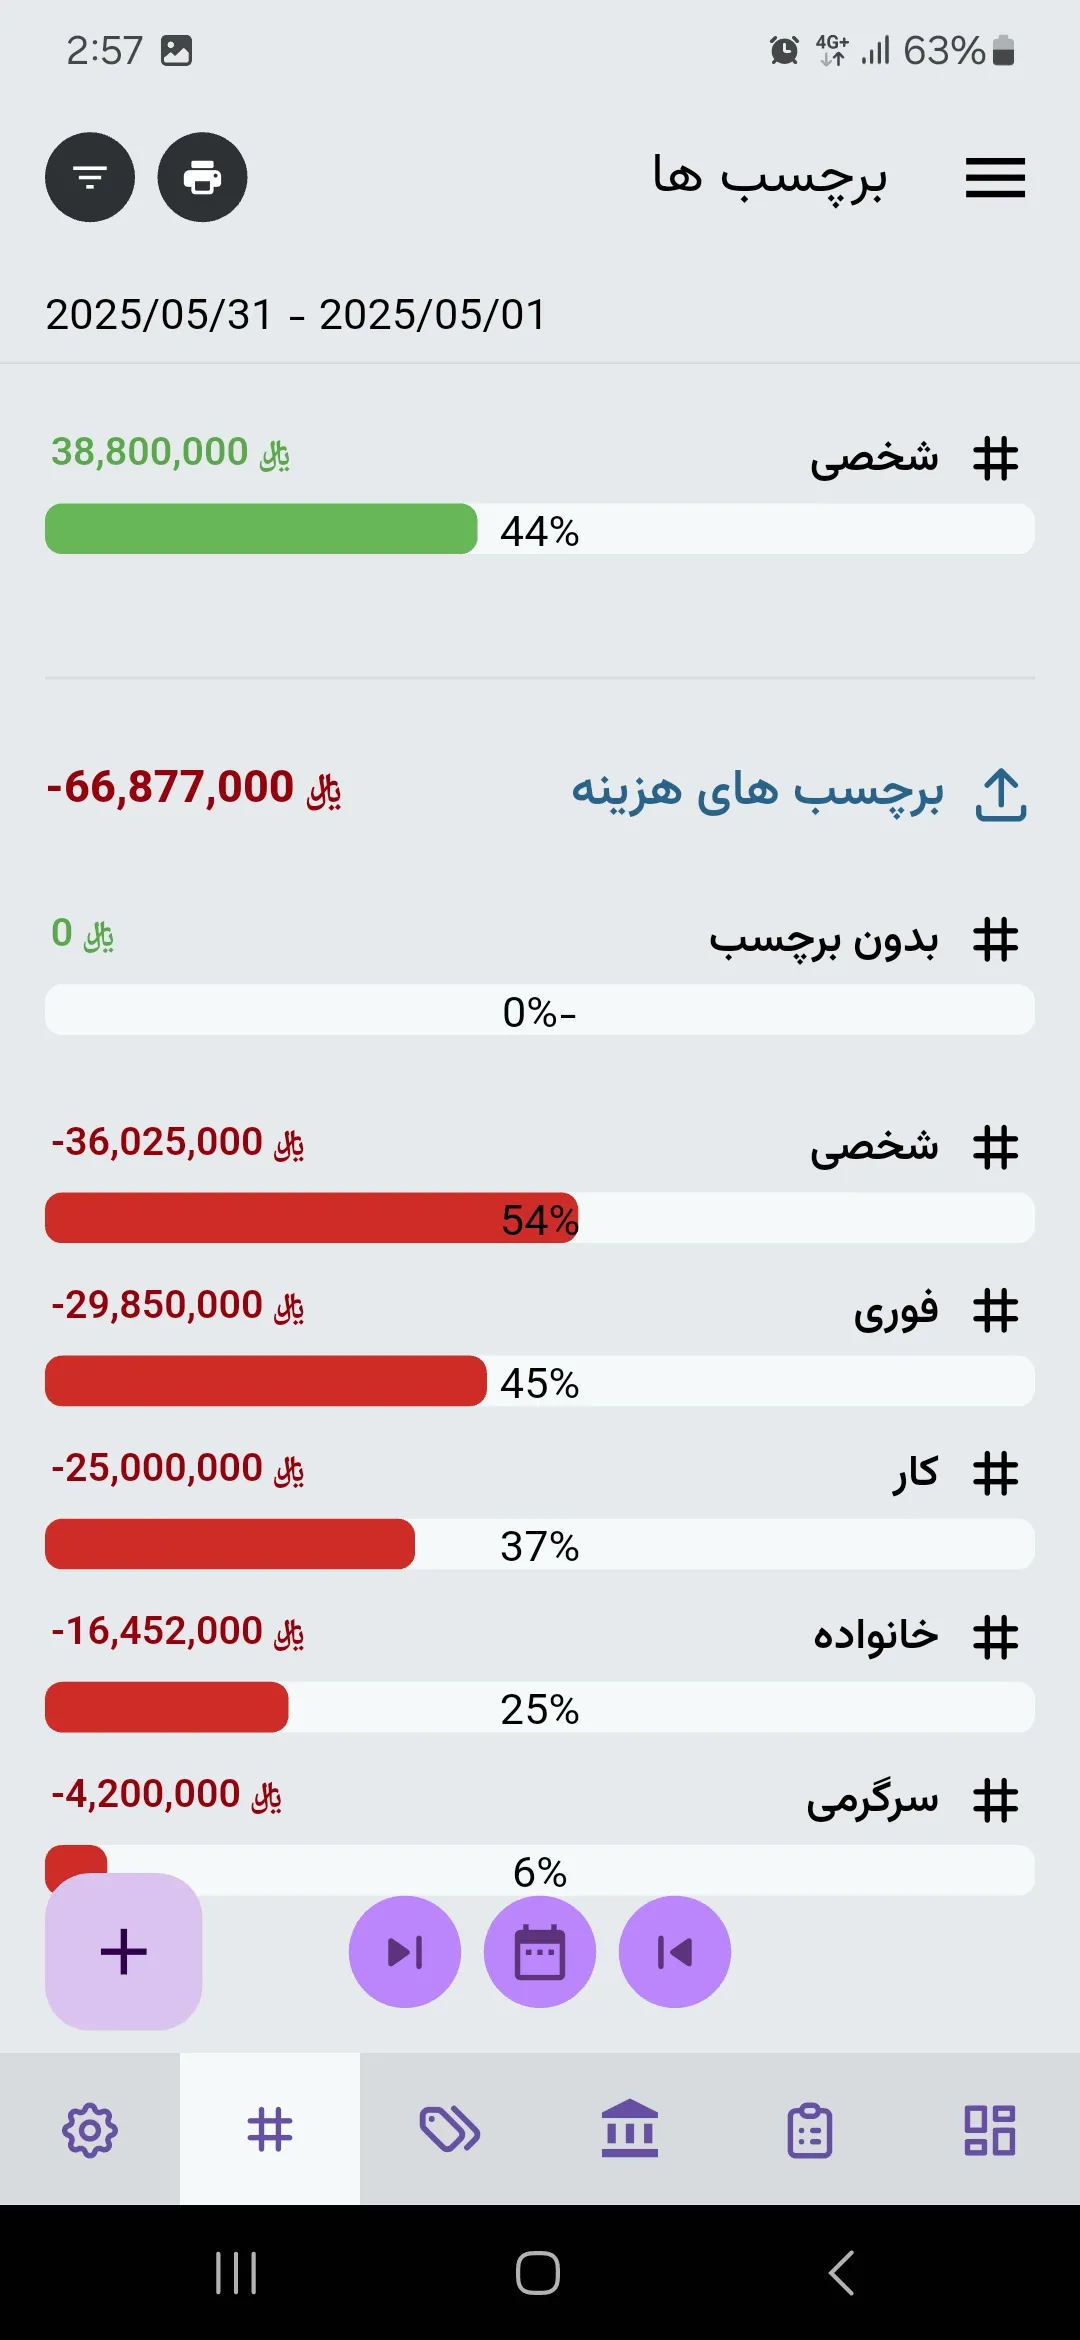 2:57 4G+ 63%
برچسب ها
2025/05/31 - 2025/05/01
شخصی
38,800,000 ﷼
44%
برچسب های هزینه
-66,877,000 ﷼
بدون برچسب
0 ﷼
0%-
شخصی
-36,025,000 ﷼
54%
فوری
-29,850,000 ﷼
45%
کار
-25,000,000 ﷼
37%
خانواده
-16,452,000 ﷼
25%
سرگرمی
-4,200,000 ﷼
6%